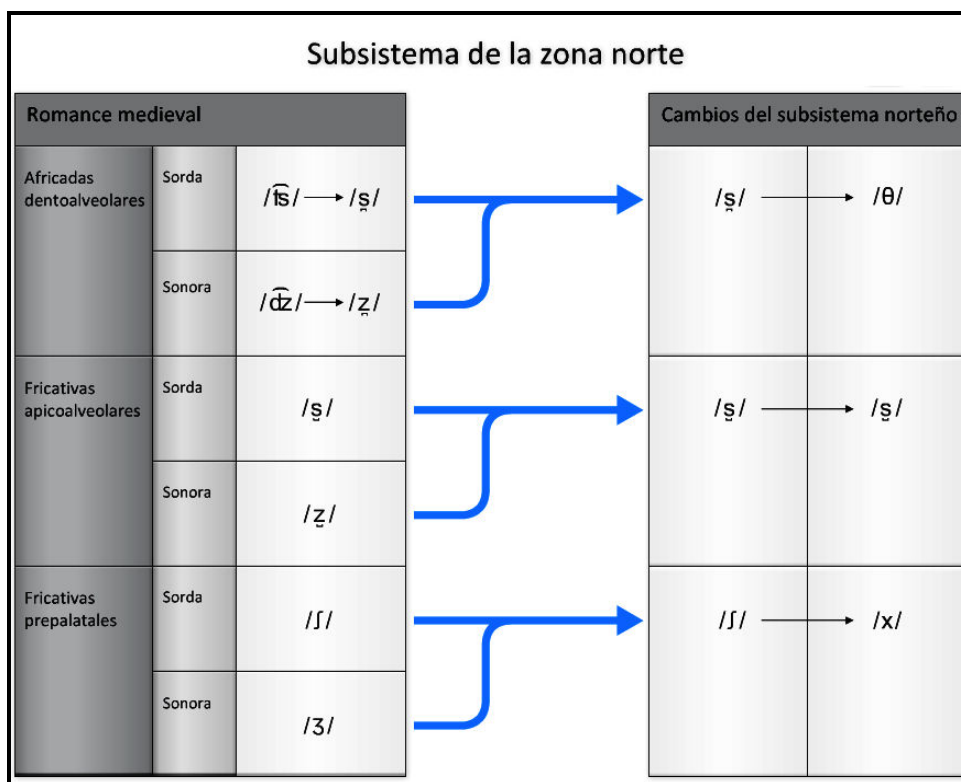 Subsistema de la zona norte
Romance medieval
Cambios del subsistema norteño
Africadas
dentoalveolares
Sorda
/t͡s/ → /s̪/
/s̪/ → /θ/
Sonora
/d͡z/ → /z̪/
Fricativas
apicoalveolares
Sorda
/s̺/
/s̺/ → /s̺/
Sonora
/z̺/
Fricativas
prepalatales
Sorda
/ʃ/
/ʃ/ → /x/
Sonora
/ʒ/